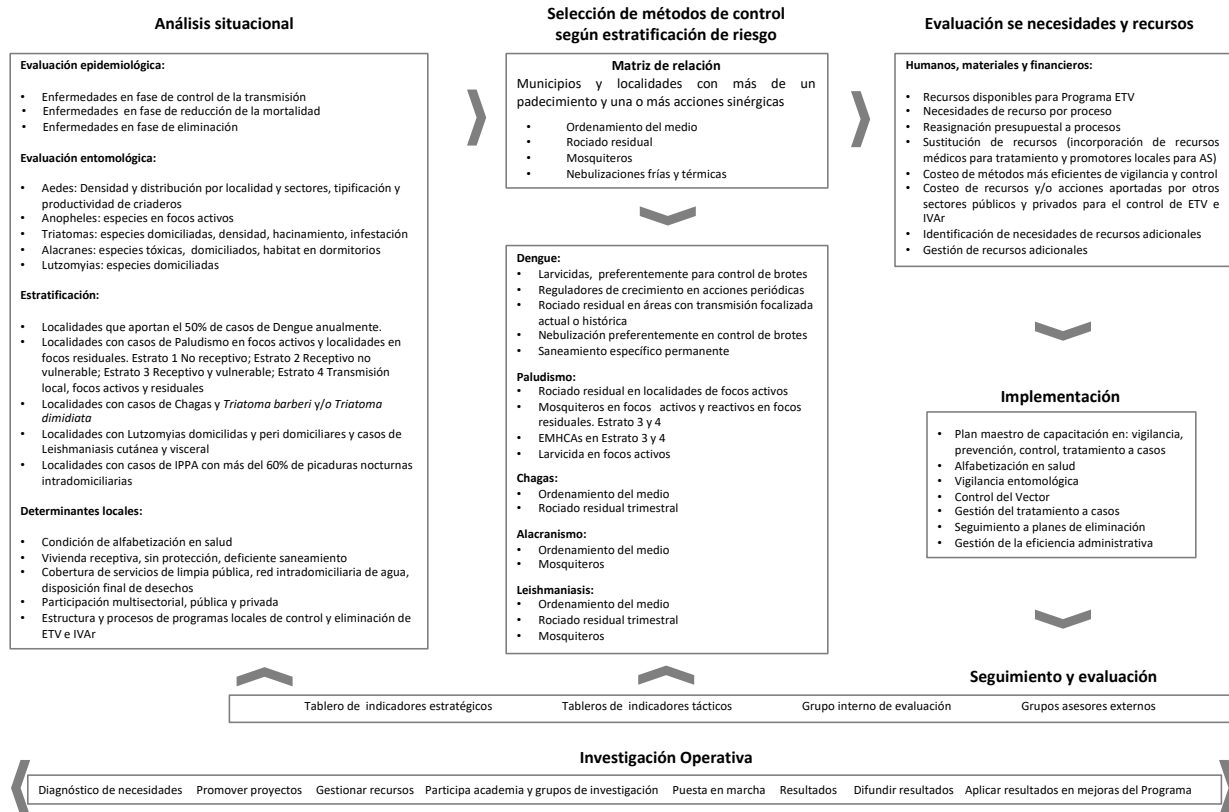 Análisis situacional
Evaluación epidemiológica:
• Enfermedades en fase de control de la transmisión
• Enfermedades en fase de reducción de la mortalidad
• Enfermedades en fase de eliminación
Evaluación entomológica:
• Aedes: Densidad y distribución por localidad y sectores, tipificación y
productividad de criaderos
• Anopheles: especies en focos activos
• Triatomas: especies domiciliadas, densidad, hacinamiento, infestación
• Alacranes: especies tóxicas, domiciliados, habitat en dormitorios
• Lutzomyias: especies domiciliadas
Estratificación:
• Localidades que aportan el 50% de casos de Dengue anualmente.
• Localidades con casos de Paludismo en focos activos y localidades en
focos residuales. Estrato 1 No receptivo; Estrato 2 Receptivo no
vulnerable; Estrato 3 Receptivo y vulnerable; Estrato 4 Transmisión
local, focos activos y residuales
• Localidades con casos de Chagas y Triatoma barberi y/o Triatoma
dimidiata
• Localidades con Lutzomyias domicilidas y peri domiciliares y casos de
Leishmaniasis cutánea y visceral
• Localidades con casos de IPPA con más del 60% de picaduras nocturnas
intradomiciliarias
Determinantes locales:
• Condición de alfabetización en salud
• Vivienda receptiva, sin protección, deficiente saneamiento
• Cobertura de servicios de limpia pública, red intradomiciliaria de agua,
disposición final de desechos
• Participación multisectorial, pública y privada
• Estructura y procesos de programas locales de control y eliminación de
ETV e IVAr
Selección de métodos de control
según estratificación de riesgo
Matriz de relación
Municipios y localidades con más de un
padecimiento y una o más acciones sinérgicas
• Ordenamiento del medio
• Rociado residual
• Mosquiteros
• Nebulizaciones frías y térmicas
Dengue:
• Larvicidas, preferentemente para control de brotes
• Reguladores de crecimiento en acciones periódicas
• Rociado residual en áreas con transmisión focalizada
actual o histórica
• Nebulización preferentemente en control de brotes
• Saneamiento específico permanente
Paludismo:
• Rociado residual en localidades de focos activos
• Mosquiteros en focos activos y reactivos en focos
residuales. Estrato 3 y 4
• EMHCAs en Estrato 3 y 4
• Larvicida en focos activos
Chagas:
• Ordenamiento del medio
• Rociado residual trimestral
Alacranismo:
• Ordenamiento del medio
• Mosquiteros
Leishmaniasis:
• Ordenamiento del medio
• Rociado residual trimestral
• Mosquiteros
Evaluación se necesidades y recursos
Humanos, materiales y financieros:
• Recursos disponibles para Programa ETV
• Necesidades de recurso por proceso
• Reasignación presupuestal a procesos
• Sustitución de recursos (incorporación de recursos
médicos para tratamiento y promotores locales para AS)
• Costeo de métodos más eficientes de vigilancia y control
• Costeo de recursos y/o acciones aportadas por otros
sectores públicos y privados para el control de ETV e
IVAr
• Identificación de necesidades de recursos adicionales
• Gestión de recursos adicionales
Implementación
• Plan maestro de capacitación en: vigilancia,
prevención, control, tratamiento a casos
• Alfabetización en salud
• Vigilancia entomológica
• Control del Vector
• Gestión del tratamiento a casos
• Seguimiento a planes de eliminación
• Gestión de la eficiencia administrativa
Seguimiento y evaluación
Tablero de indicadores estratégicos Tableros de indicadores tácticos Grupo interno de evaluación Grupos asesores externos
Investigación Operativa
Diagnóstico de necesidades Promover proyectos Gestionar recursos Participa academia y grupos de investigación Puesta en marcha Resultados Difundir resultados Aplicar resultados en mejoras del Programa